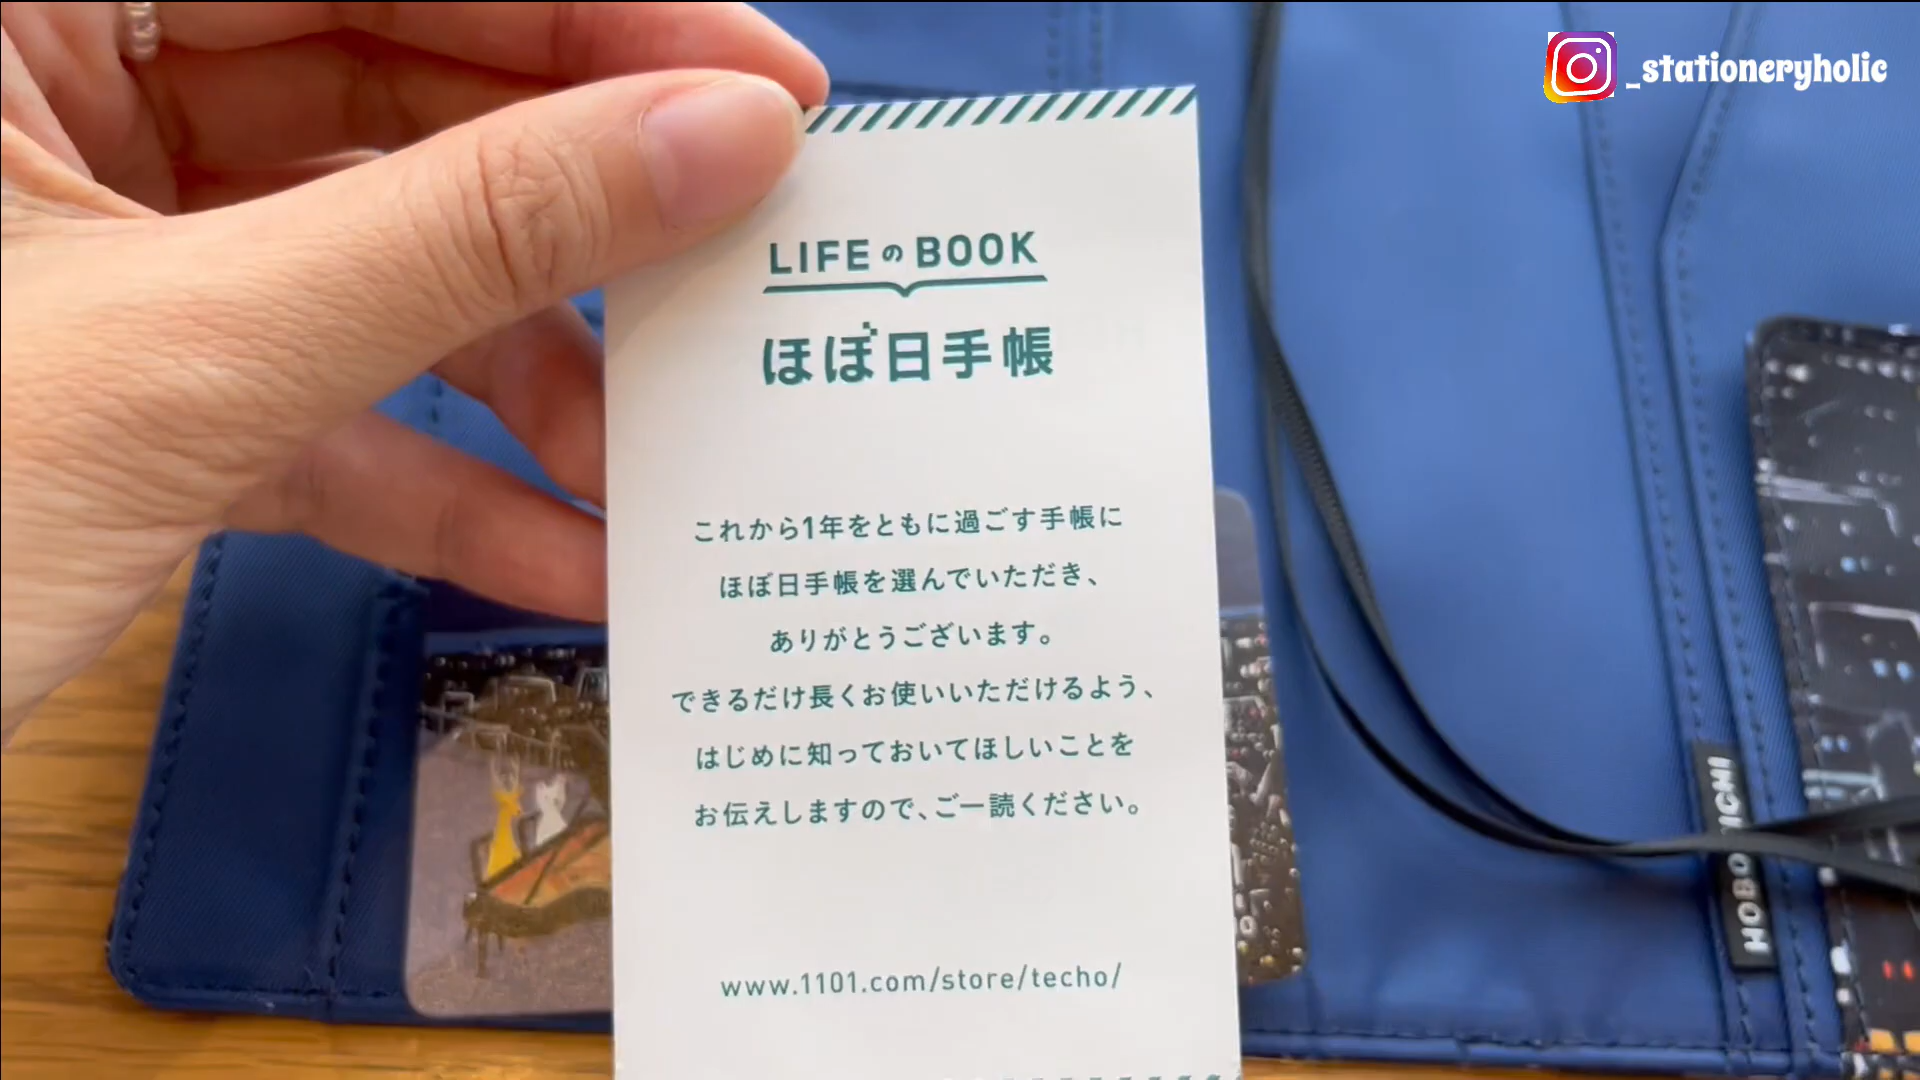 _stationeryholic
LIFEのBOOK
ほぼ日手帳
これから1年をともに過ごす手帳に
ほぼ日手帳を選んでいただき、
ありがとうございます。
できるだけ長くお使いいただけるよう、
はじめに知っておいてほしいことを
お伝えしますので、ご一読ください。
www.1101.com/store/techo/